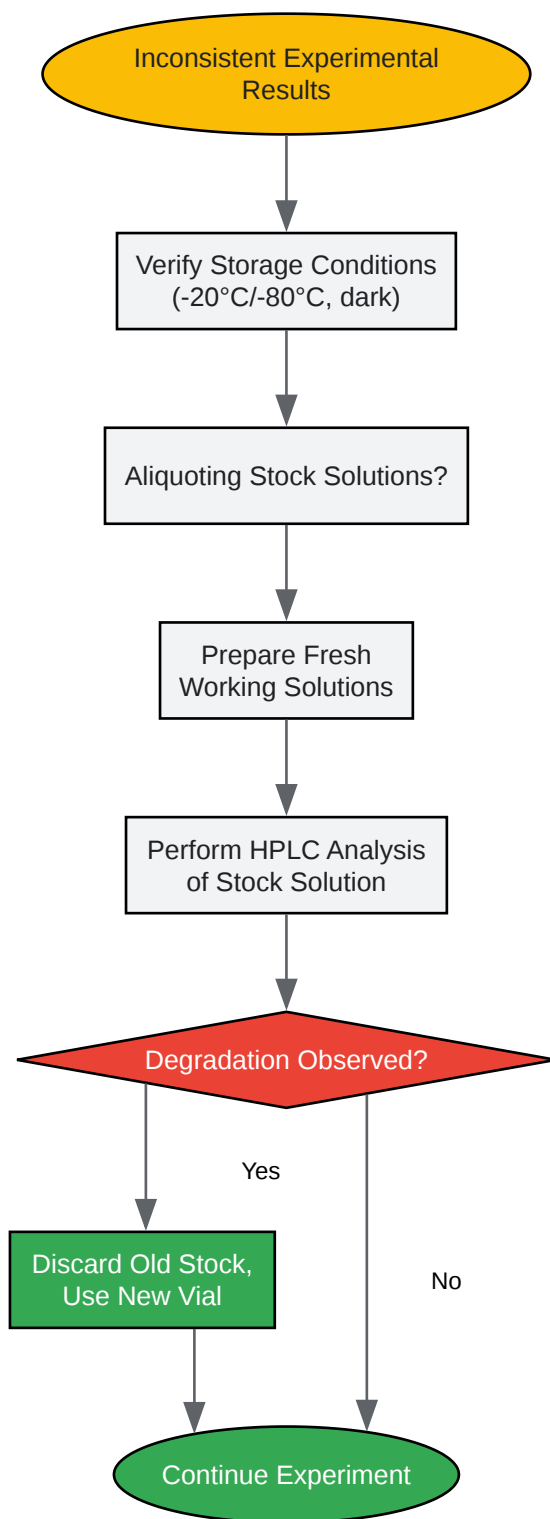 Inconsistent Experimental
Results
Verify Storage Conditions
(-20°C/-80°C, dark)
Aliquoting Stock Solutions?
Prepare Fresh
Working Solutions
Perform HPLC Analysis
of Stock Solution
Degradation Observed?
Yes
Discard Old Stock,
Use New Vial
No
Continue Experiment